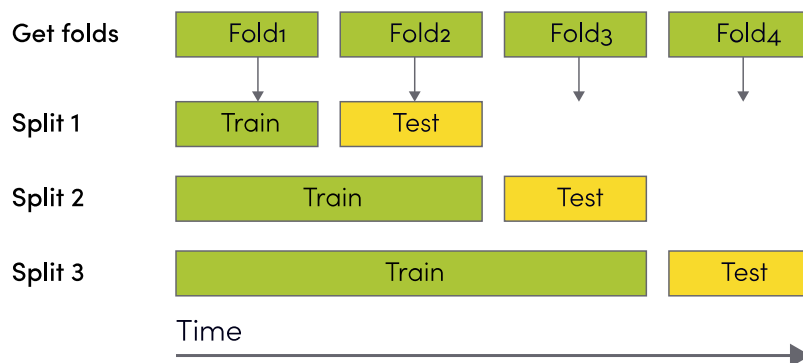 Get folds Fold1 Fold2 Fold3 Fold4
Split 1 Train Test
Split 2 Train Test
Split 3 Train Test
Time